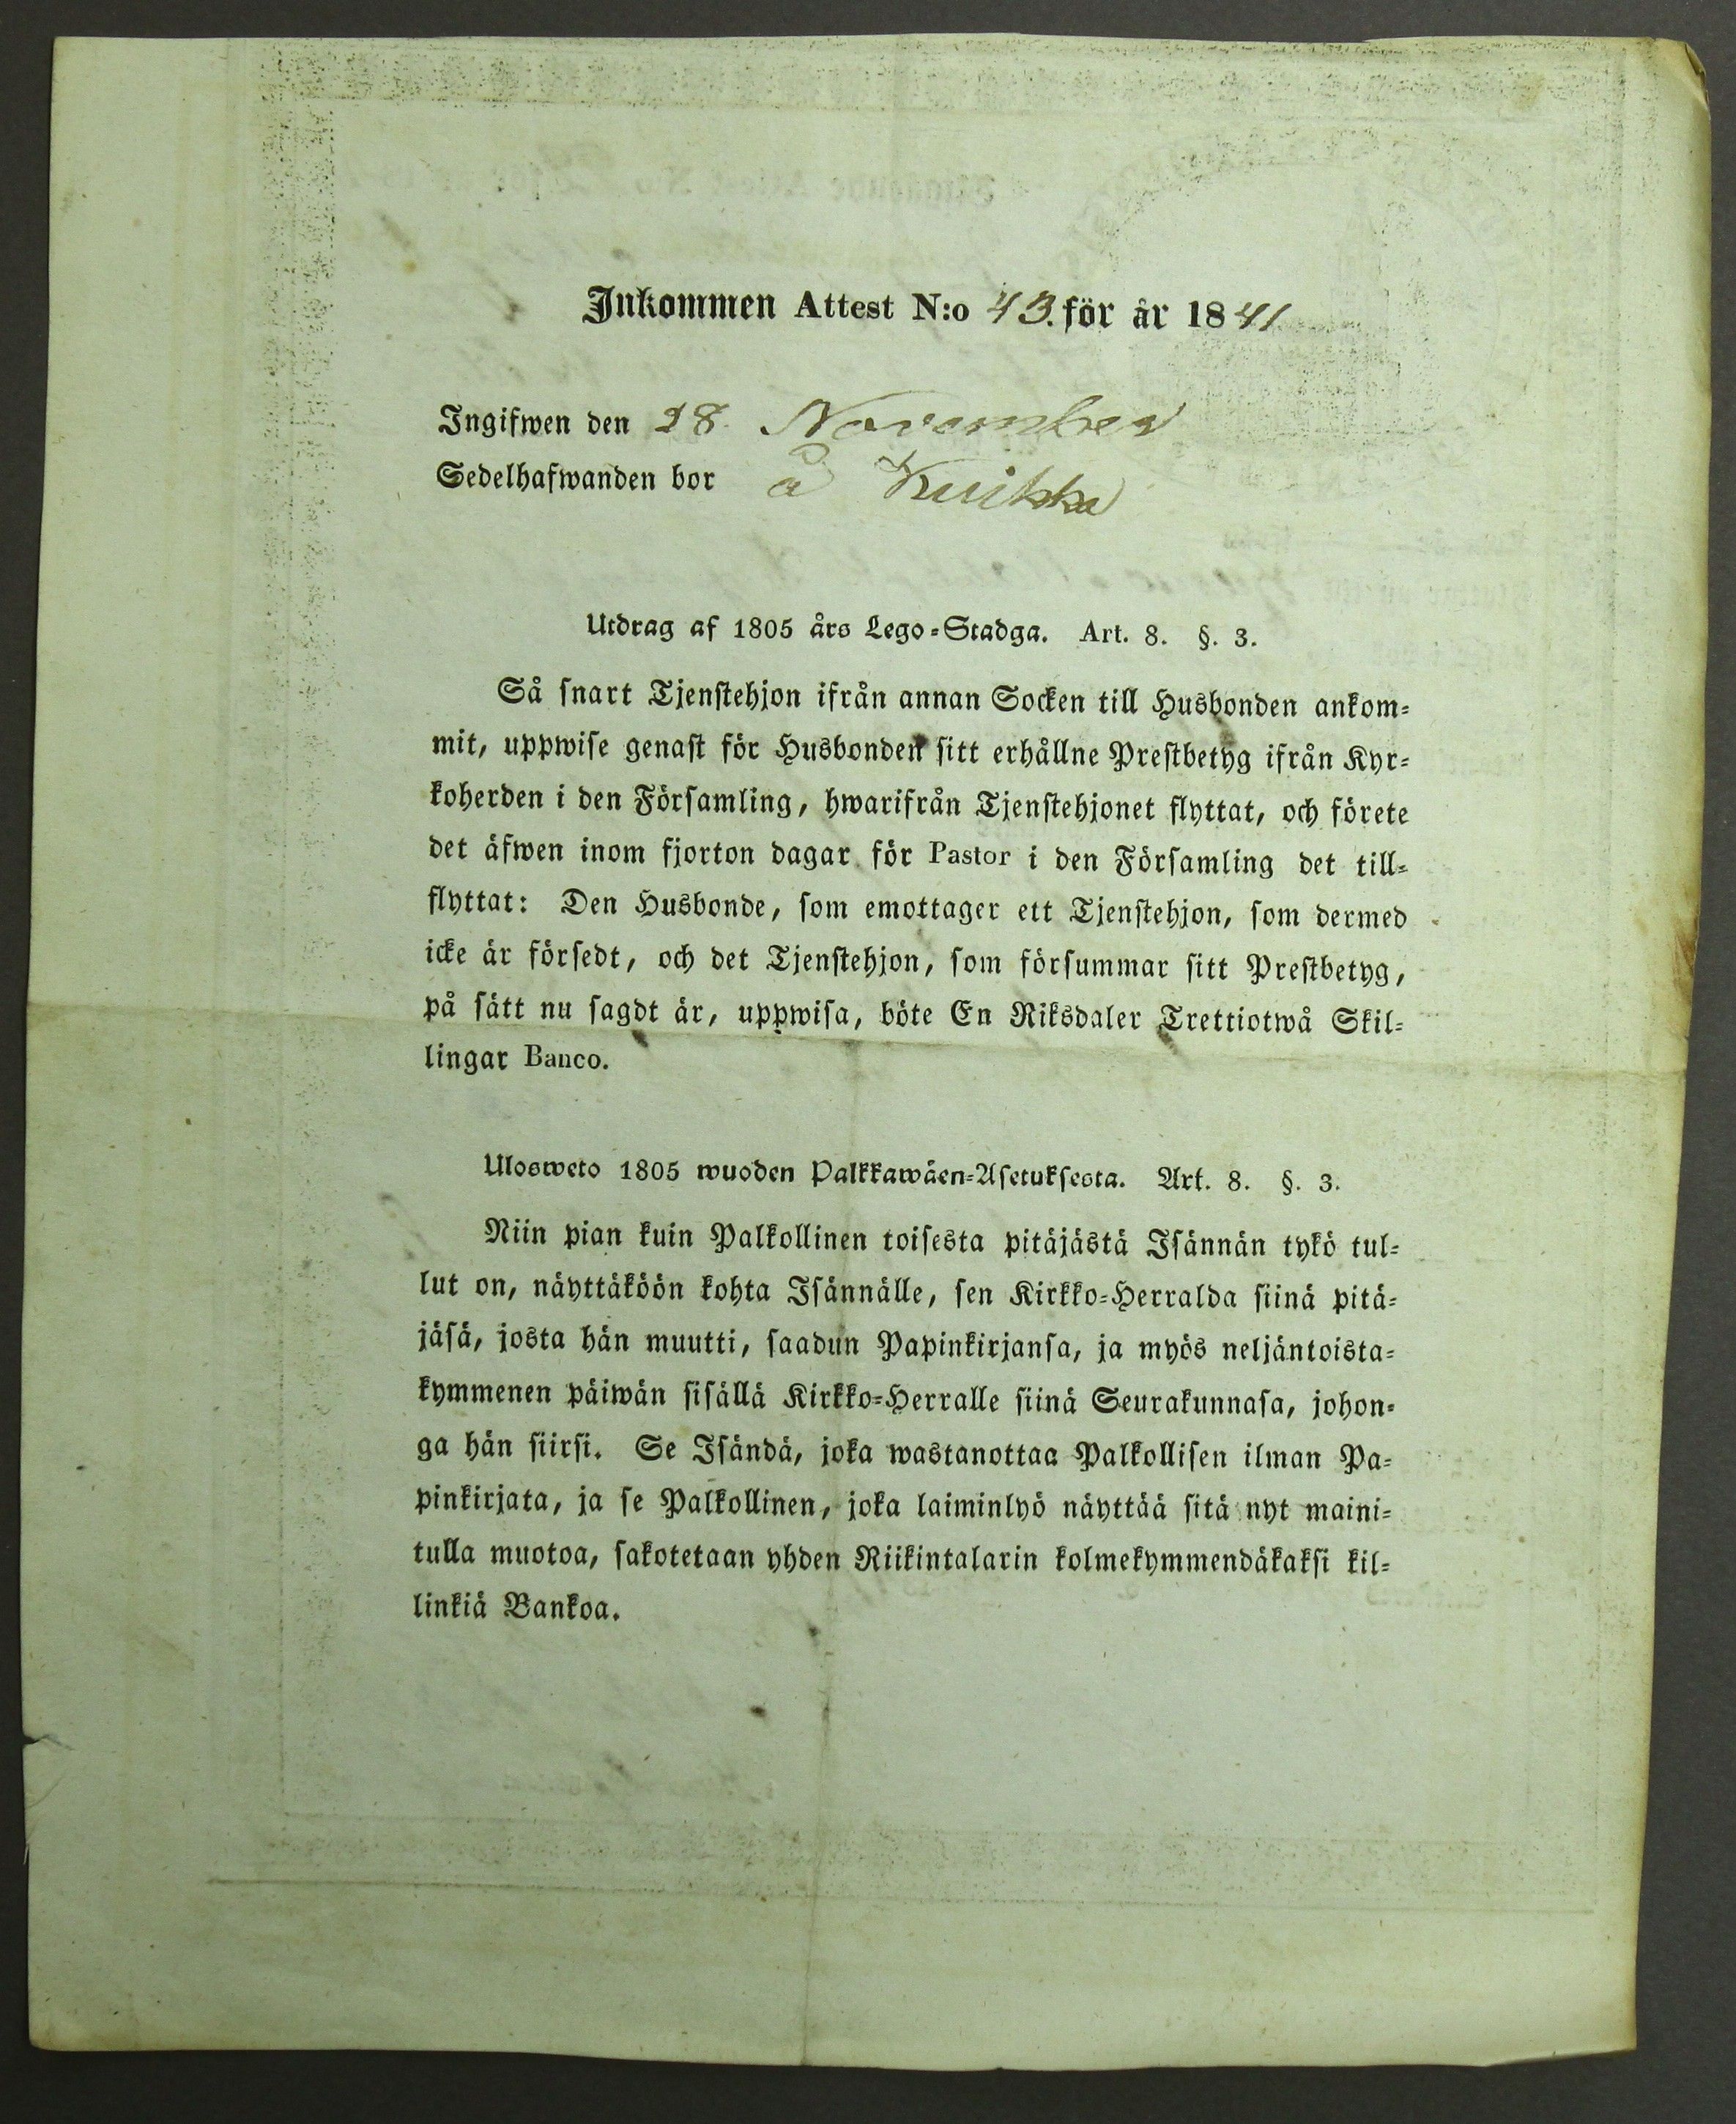 Inkommen Attest N:o 43. för år 1841
Ingifwen den 28. November
Sedelhafwanden bor å Kuikka
Utdrag af 1805 års Lego-Stadga. Art. 8. §. 3.
Så snart Tjenstehjon ifrån annan Socken till Husbonden ankom-
mit, uppwise genast för Husbonden sitt erhållne Prestbetyg ifrån Kyr-
koherden i den Församling, hwarifrån Tjenstehjonet flyttat, och förete
det äfwen inom fjorton dagar för Pastor i den Församling det till-
flyttat: Den Husbonde, som emottager ett Tjenstehjon, som dermed
icke är försedt, och det Tjenstehjon, som försummar sitt Prestbetyg,
på sätt nu sagdt är, uppwisa, böte En Riksdaler Trettiotwå Skil-
lingar Banco.
Ulosweto 1805 wuoden Palkkawäen-Asetuksesta. Art. 8. §. 3.
Niin pian kuin Palkollinen toisesta pitäjästä Isännän tykö tul-
lut on, näyttäköön kohta Isännälle, sen Kirkko-Herralda siinä pitä-
jäsä, josta hän muutti, saadun Papinkirjansa, ja myös neljäntoista-
kymmenen päiwän sisällä Kirkko-Herralle siinä Seurakunnasa, johon-
ga hän siirsi. Se Isändä, joka wastanottaa Palkollisen ilman Pa-
pinkirjata, ja se Palkollinen, joka laiminlyö näyttää sitä nyt maini-
tulla muotoa, sakotetaan yhden Riikintalarin kolmekymmendäkaksi kil-
linkiä Bankoa.